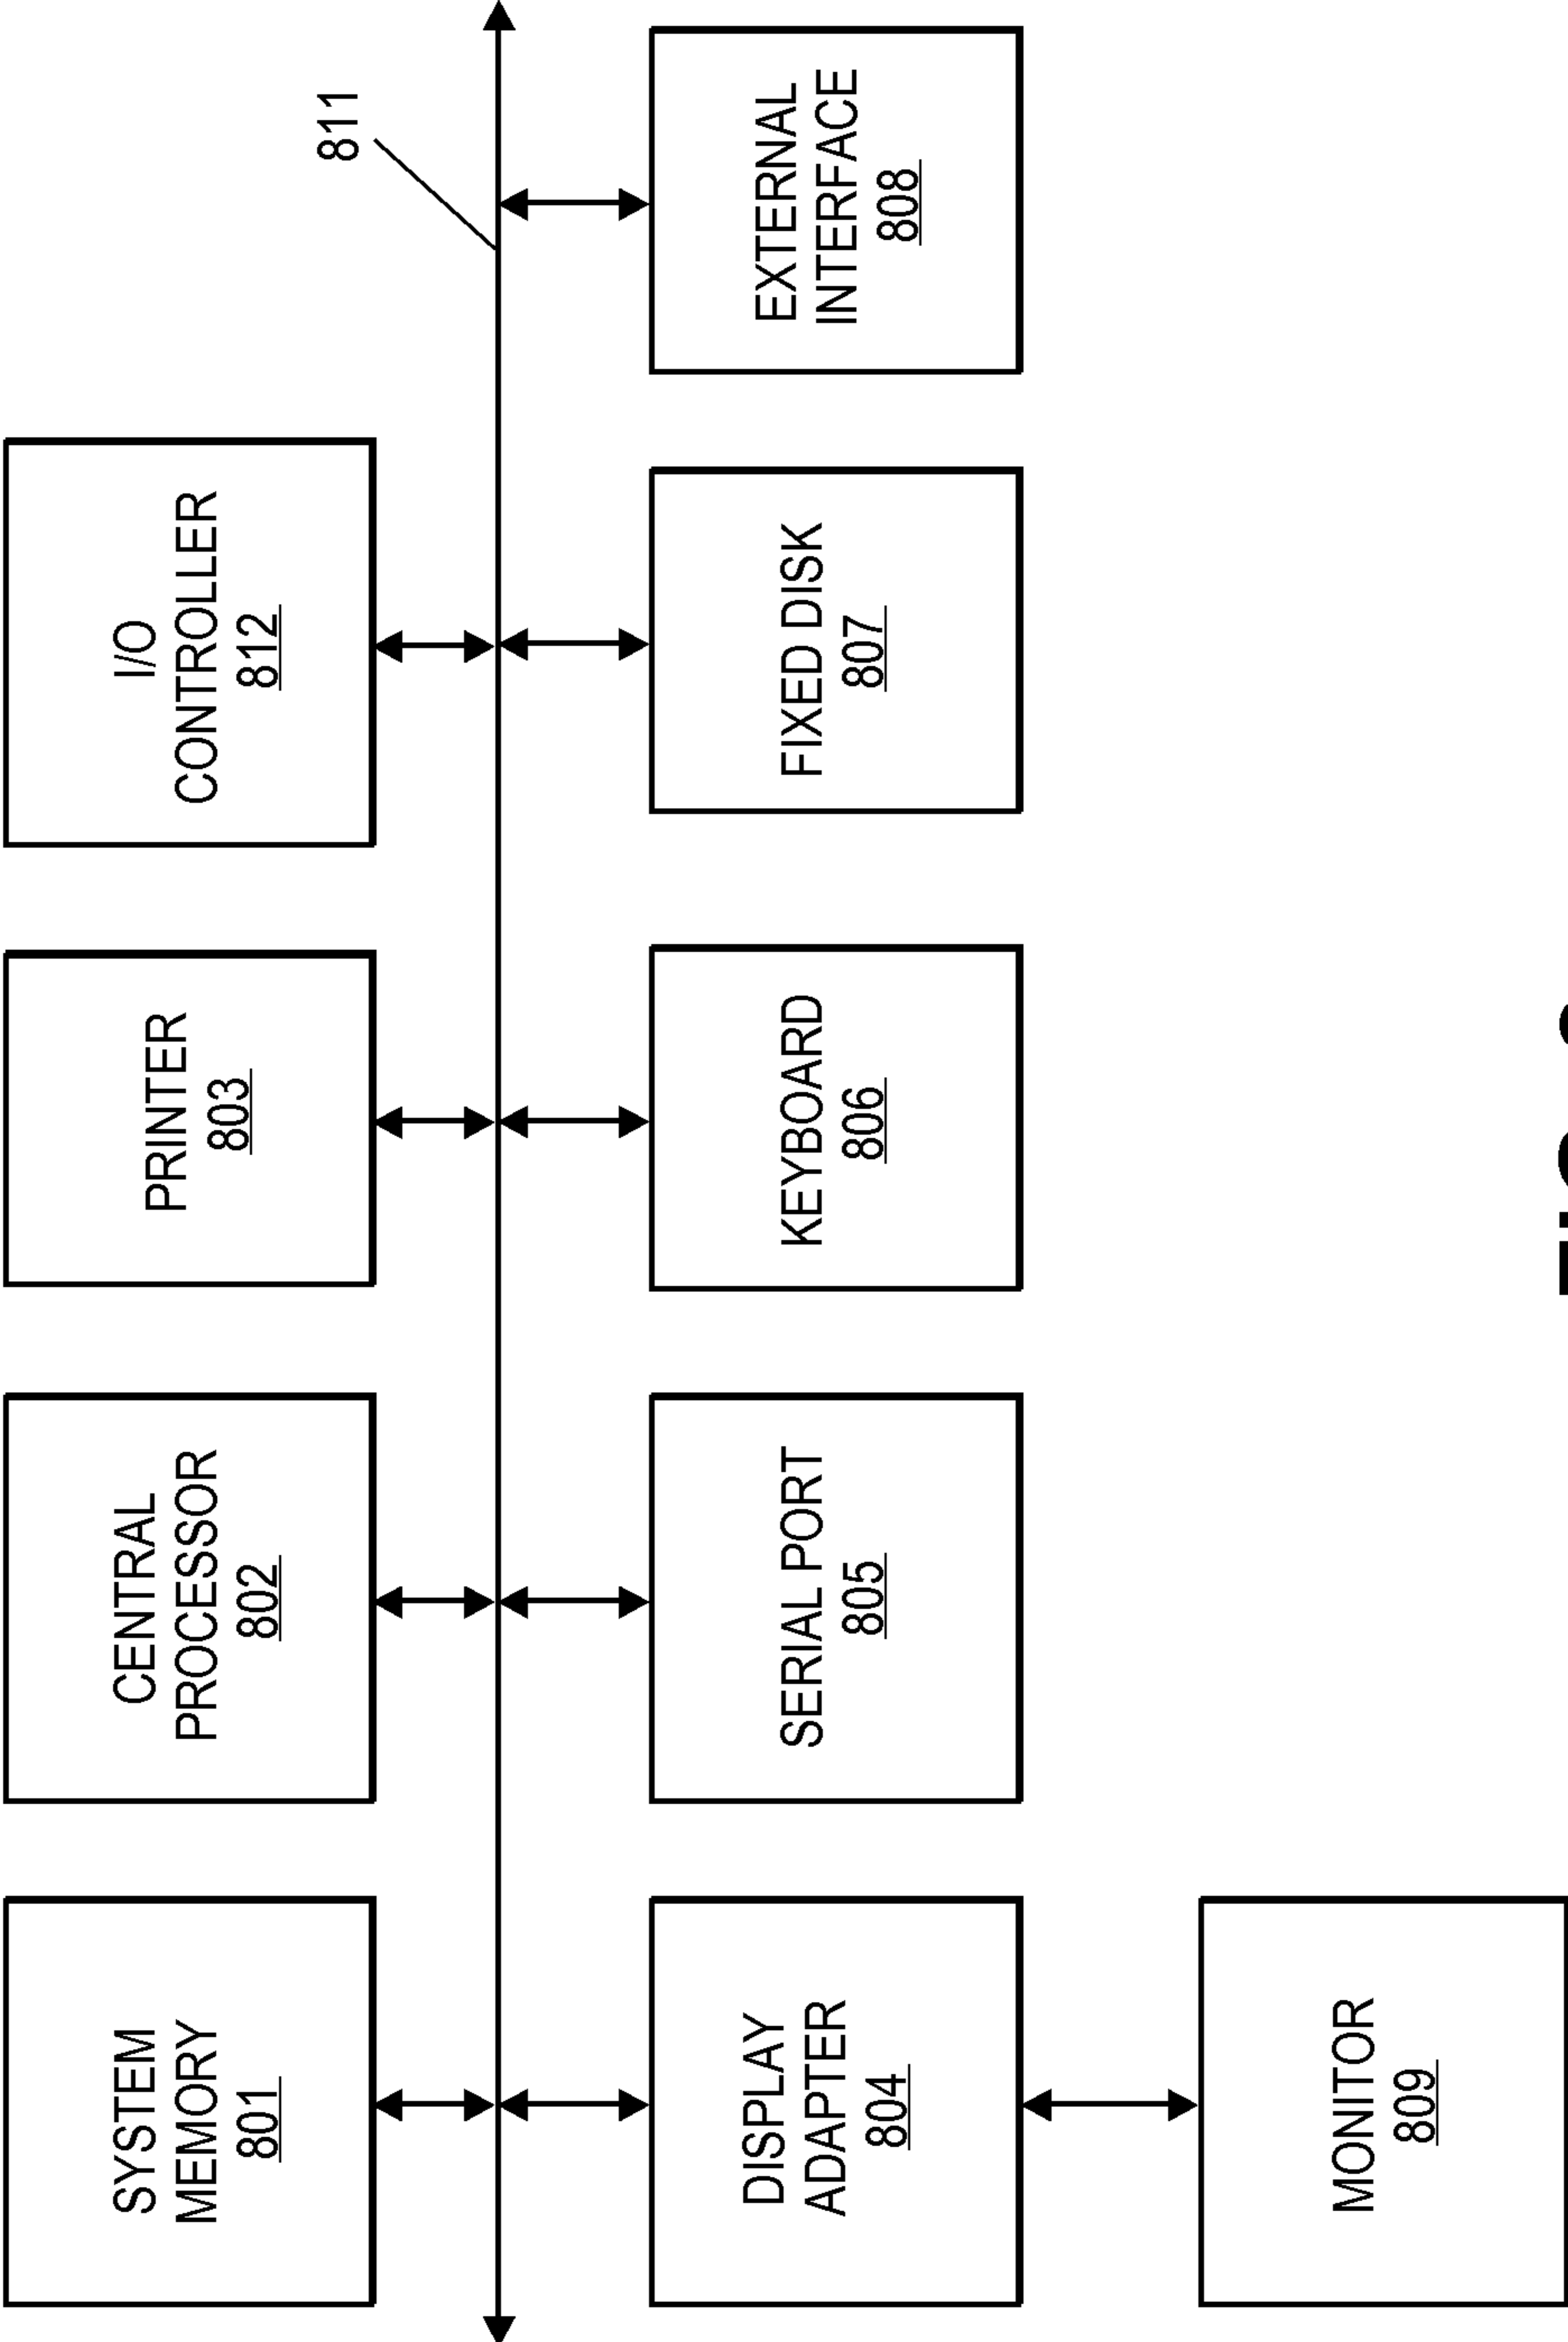 SYSTEM
MEMORY
801
CENTRAL
PROCESSOR
802
PRINTER
803
I/O
CONTROLLER
812
811
DISPLAY
ADAPTER
804
SERIAL PORT
805
KEYBOARD
806
FIXED DISK
807
EXTERNAL
INTERFACE
808
MONITOR
809